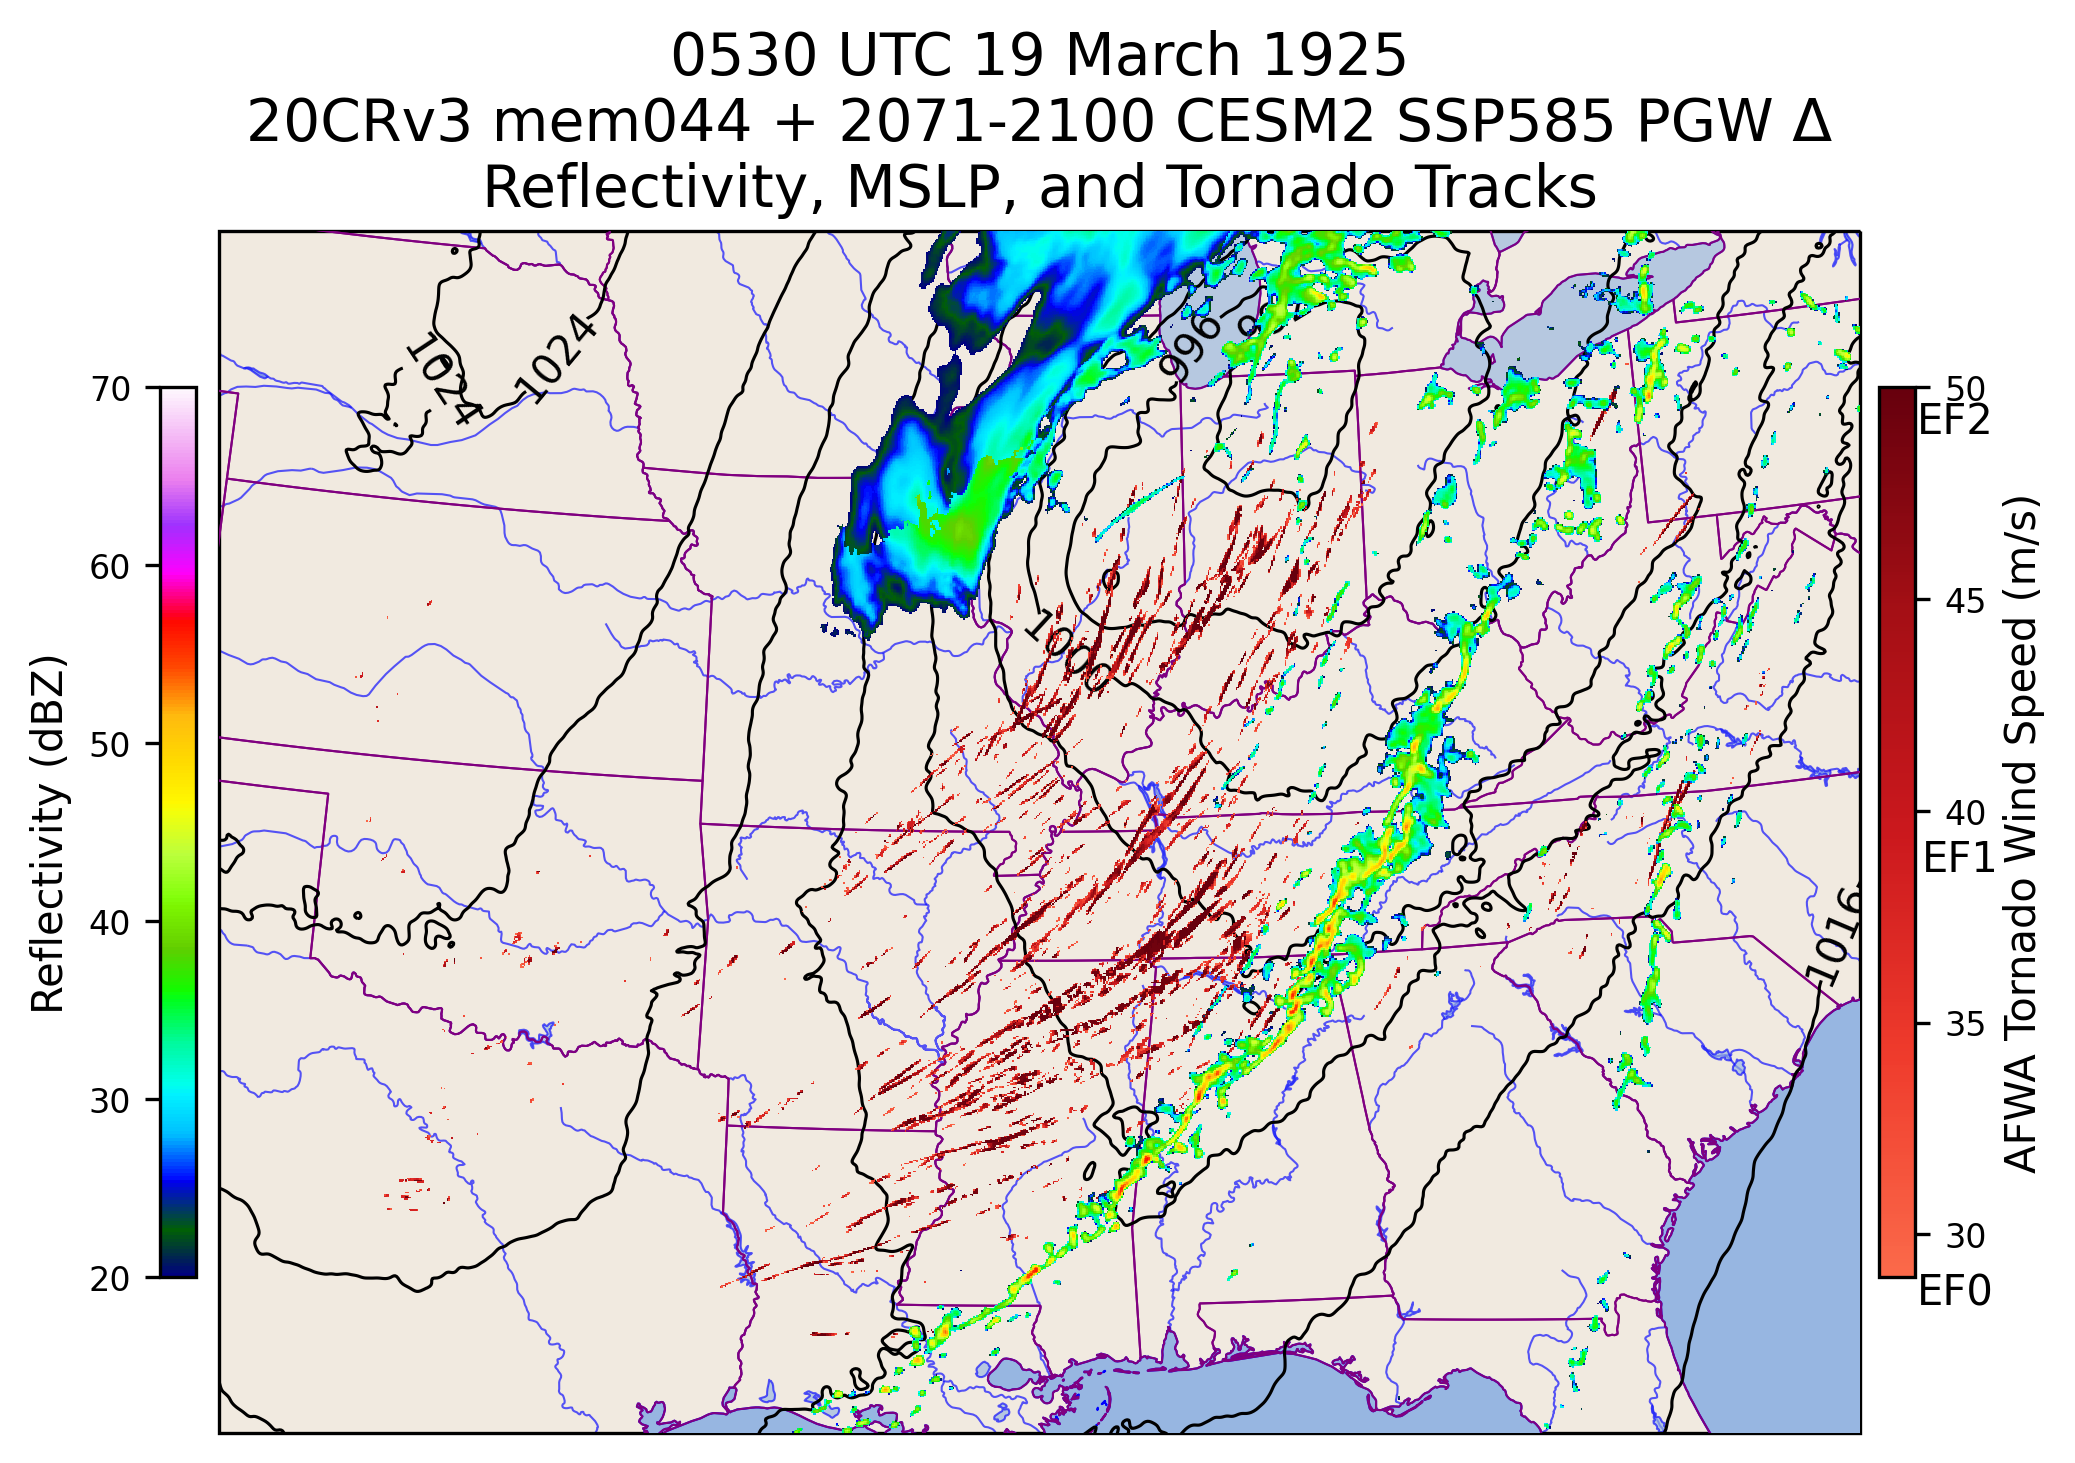 0530 UTC 19 March 1925
20CRv3 mem044 + 2071-2100 CESM2 SSP585 PGW Δ
Reflectivity, MSLP, and Tornado Tracks
Reflectivity (dBZ)
70
60
50
40
30
20
1024
1024
996
1000
1016
50
EF2
45
40
EF1
35
30
EF0
AFWA Tornado Wind Speed (m/s)